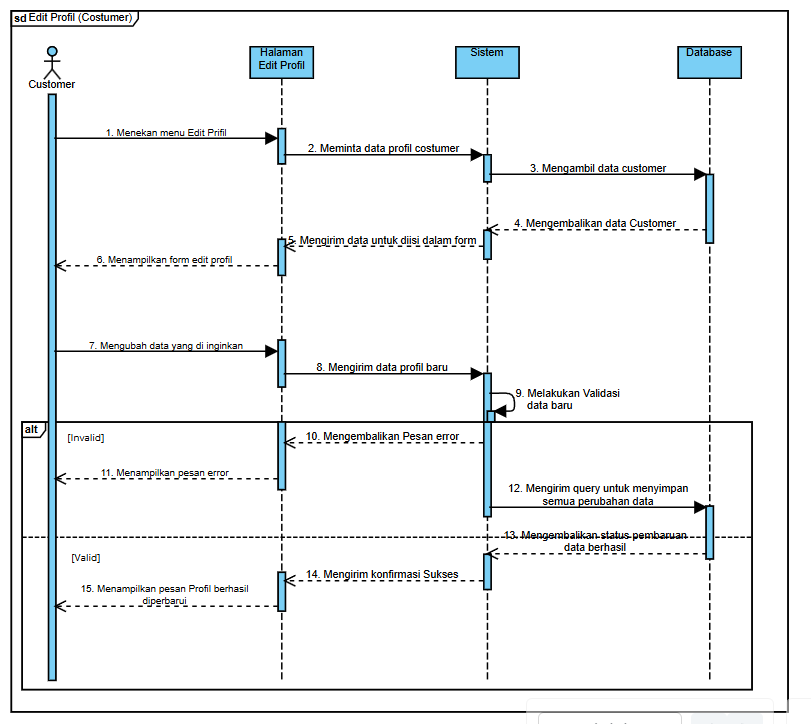 sd Edit Profil (Costumer)
Customer
Halaman
Edit Profil
Sistem
Database
1. Menekan menu Edit Prifil
2. Meminta data profil costumer
3. Mengambil data customer
4. Mengembalikan data Customer
5. Mengirim data untuk diisi dalam form
6. Menampilkan form edit profil
7. Mengubah data yang di inginkan
8. Mengirim data profil baru
9. Melakukan Validasi
data baru
alt
[Invalid]
10. Mengembalikan Pesan error
11. Menampilkan pesan error
12. Mengirim query untuk menyimpan
semua perubahan data
13. Mengembalikan status pembaruan
data berhasil
[Valid]
14. Mengirim konfirmasi Sukses
15. Menampilkan pesan Profil berhasil
diperbarui